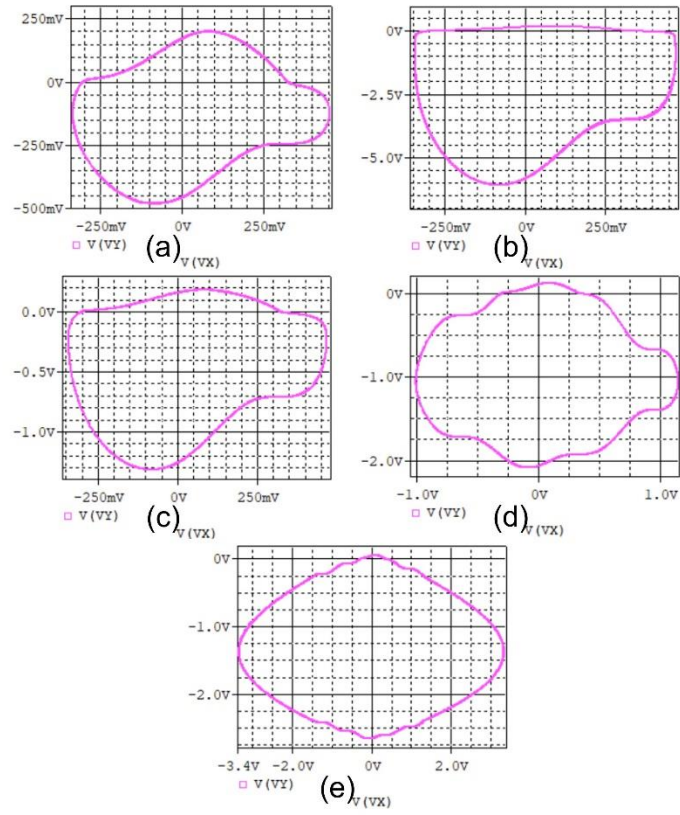 250mV
0V
-250mV
-500mV
-250mV 0V 250mV
V(VY) (a) V(VX)
0V
-2.5V
-5.0V
-250mV 0V 250mV
V(VY) (b) V(VX)
0.0V
-0.5V
-1.0V
-250mV 0V 250mV
V(VY) (c) V(VX)
0V
-1.0V
-2.0V
-1.0V 0V 1.0V
V(VY) (d) V(VX)
0V
-1.0V
-2.0V
-3.4V -2.0V 0V 2.0V
V(VY) (e) V(VX)